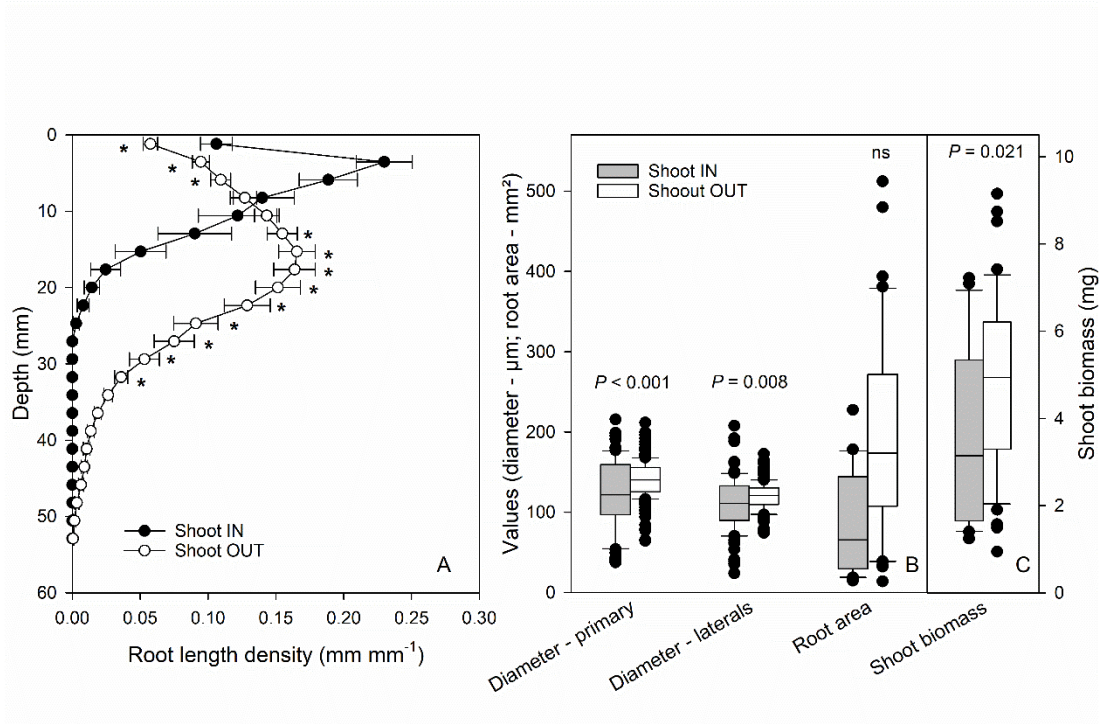 0
10
20
30
40
50
60
Depth (mm)
*
*
*
*
*
*
*
*
*
*
*
*
Shoot IN
Shoot OUT
A
0.00
0.05
0.10
0.15
0.20
0.25
0.30
Root length density (mm mm⁻¹)
Values (diameter - µm; root area - mm²)
500
400
300
200
100
0
Shoot IN
Shoout OUT
P < 0.001
P = 0.008
ns
P = 0.021
B
C
Diameter - primary
Diameter - laterals
Root area
Shoot biomass
10
8
6
4
2
0
Shoot biomass (mg)